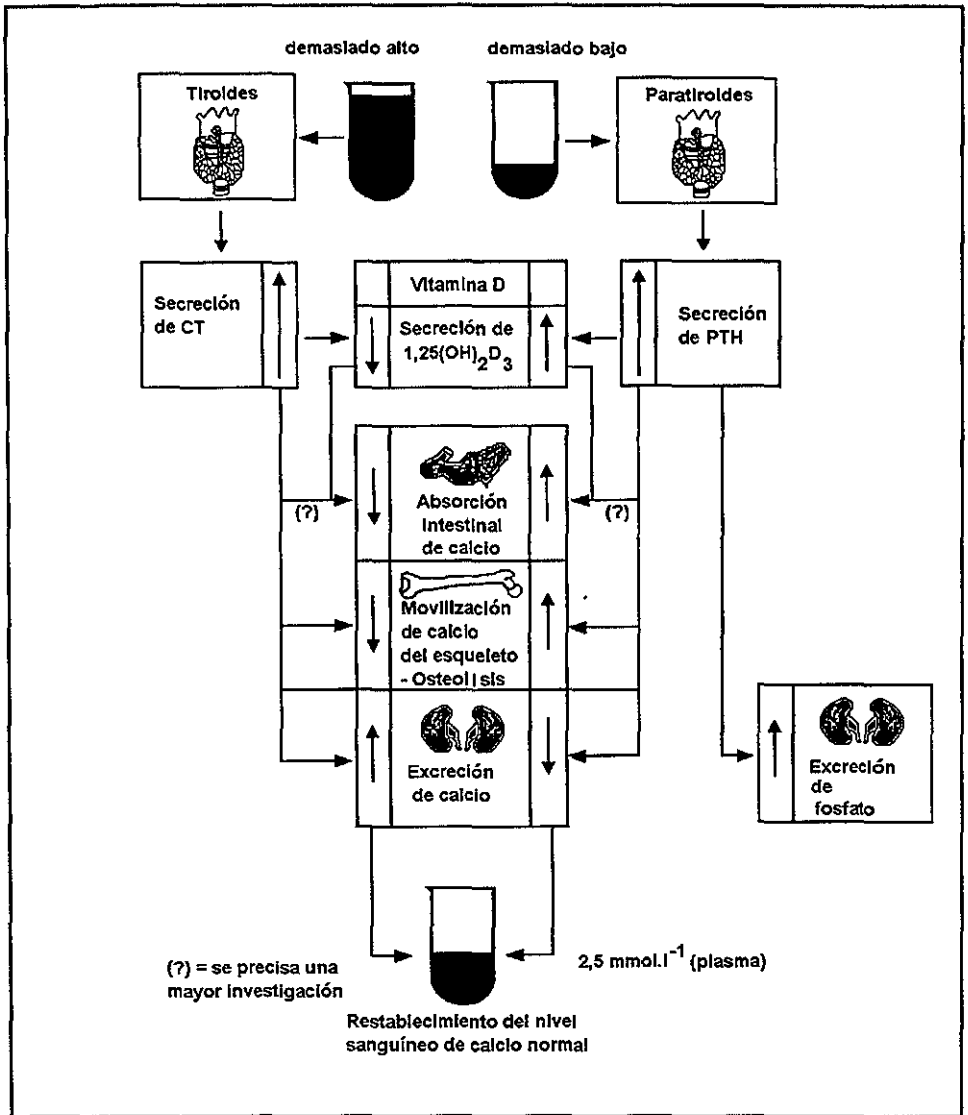 demasiado alto
demasiado bajo
Tiroides
Paratiroides
Secreción
de CT
Vitamina D
Secreción de
1,25(OH)₂D₃
Secreción
de PTH
(?)
Absorción
intestinal
de calcio
(?)
Movilización
de calcio
del esqueleto
- Osteolisis
Excreción
de calcio
Excreción
de
fosfato
(?) = se precisa una
mayor investigación
2,5 mmol.l⁻¹ (plasma)
Restablecimiento del nivel
sanguíneo de calcio normal